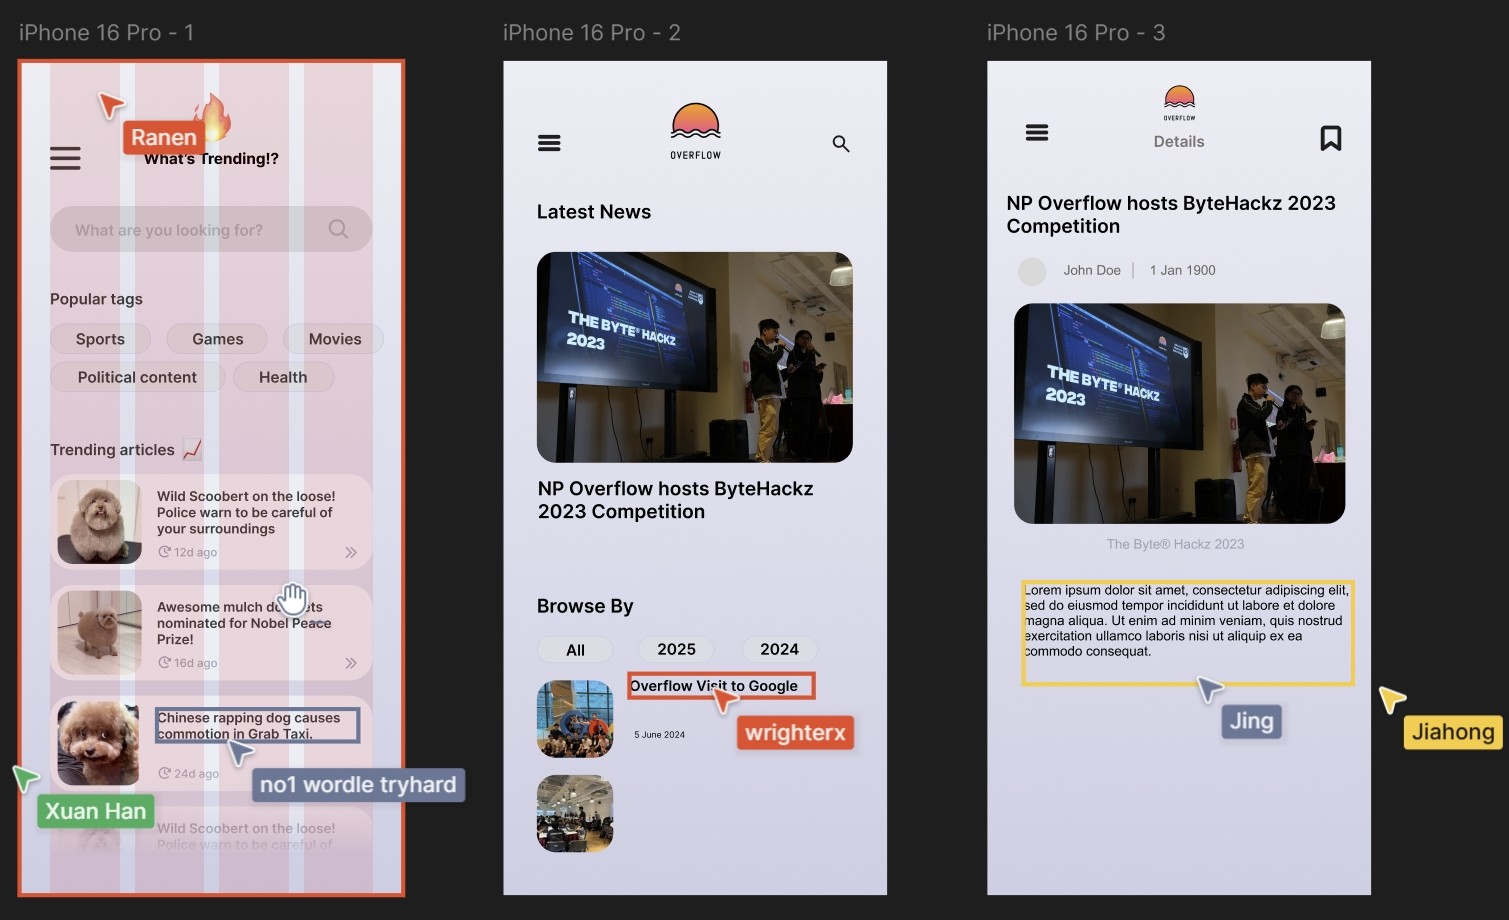 iPhone 16 Pro - 1
Ranen
What's Trending!?
What are you looking for?
Popular tags
Sports
Games
Movies
Political content
Health
Trending articles
Wild Scoobert on the loose!
Police warn to be careful of
your surroundings
12d ago
Awesome mulch
nominated for Nobel Peace
Prize!
16d ago
Chinese rapping dog causes
commotion in Grab Taxi.
24d ago
no1 wordle tryhard
Xuan Han
Wild Scoobert on the loose!
Police warn to be careful of
iPhone 16 Pro - 2
OVERFLOW
Latest News
THE BYTE® HACKZ
2023
NP Overflow hosts ByteHackz
2023 Competition
Browse By
All
2025
2024
Overflow Visit to Google
5 June 2024
wrighterx
iPhone 16 Pro - 3
OVERFLOW
Details
NP Overflow hosts ByteHackz 2023
Competition
John Doe
1 Jan 1900
THE BYTE® HACKZ
2023
The Byte® Hackz 2023
Lorem ipsum dolor sit amet, consectetur adipiscing elit,
sed do eiusmod tempor incididunt ut labore et dolore
magna aliqua. Ut enim ad minim veniam, quis nostrud
exercitation ullamco laboris nisi ut aliquip ex ea
commodo consequat.
Jing
Jiahong